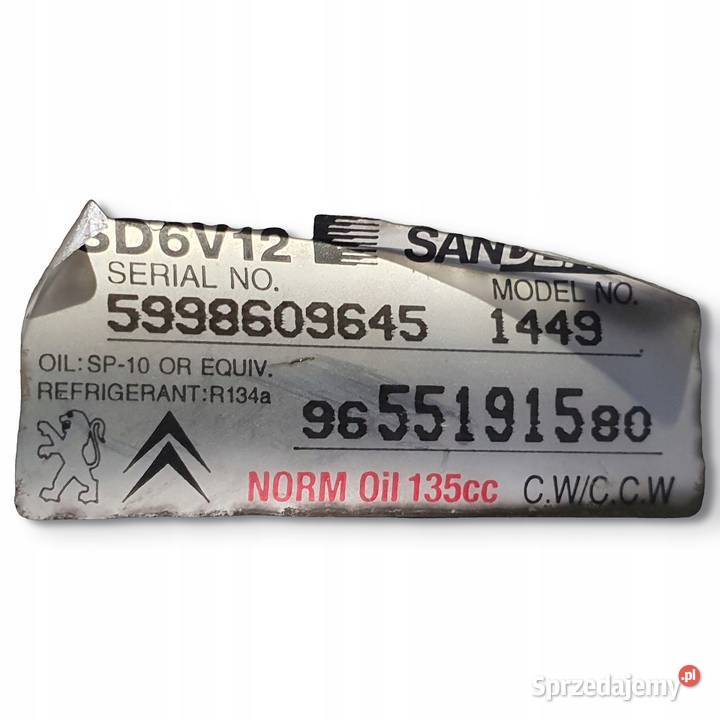 SD6V12 SANDEN
SERIAL NO. MODEL NO.
5998609645 1449
OIL: SP-10 OR EQUIV.
REFRIGERANT: R134a
9655191580
NORM Oil 135cc C.W/C.C.W
Sprzedajemy.pl